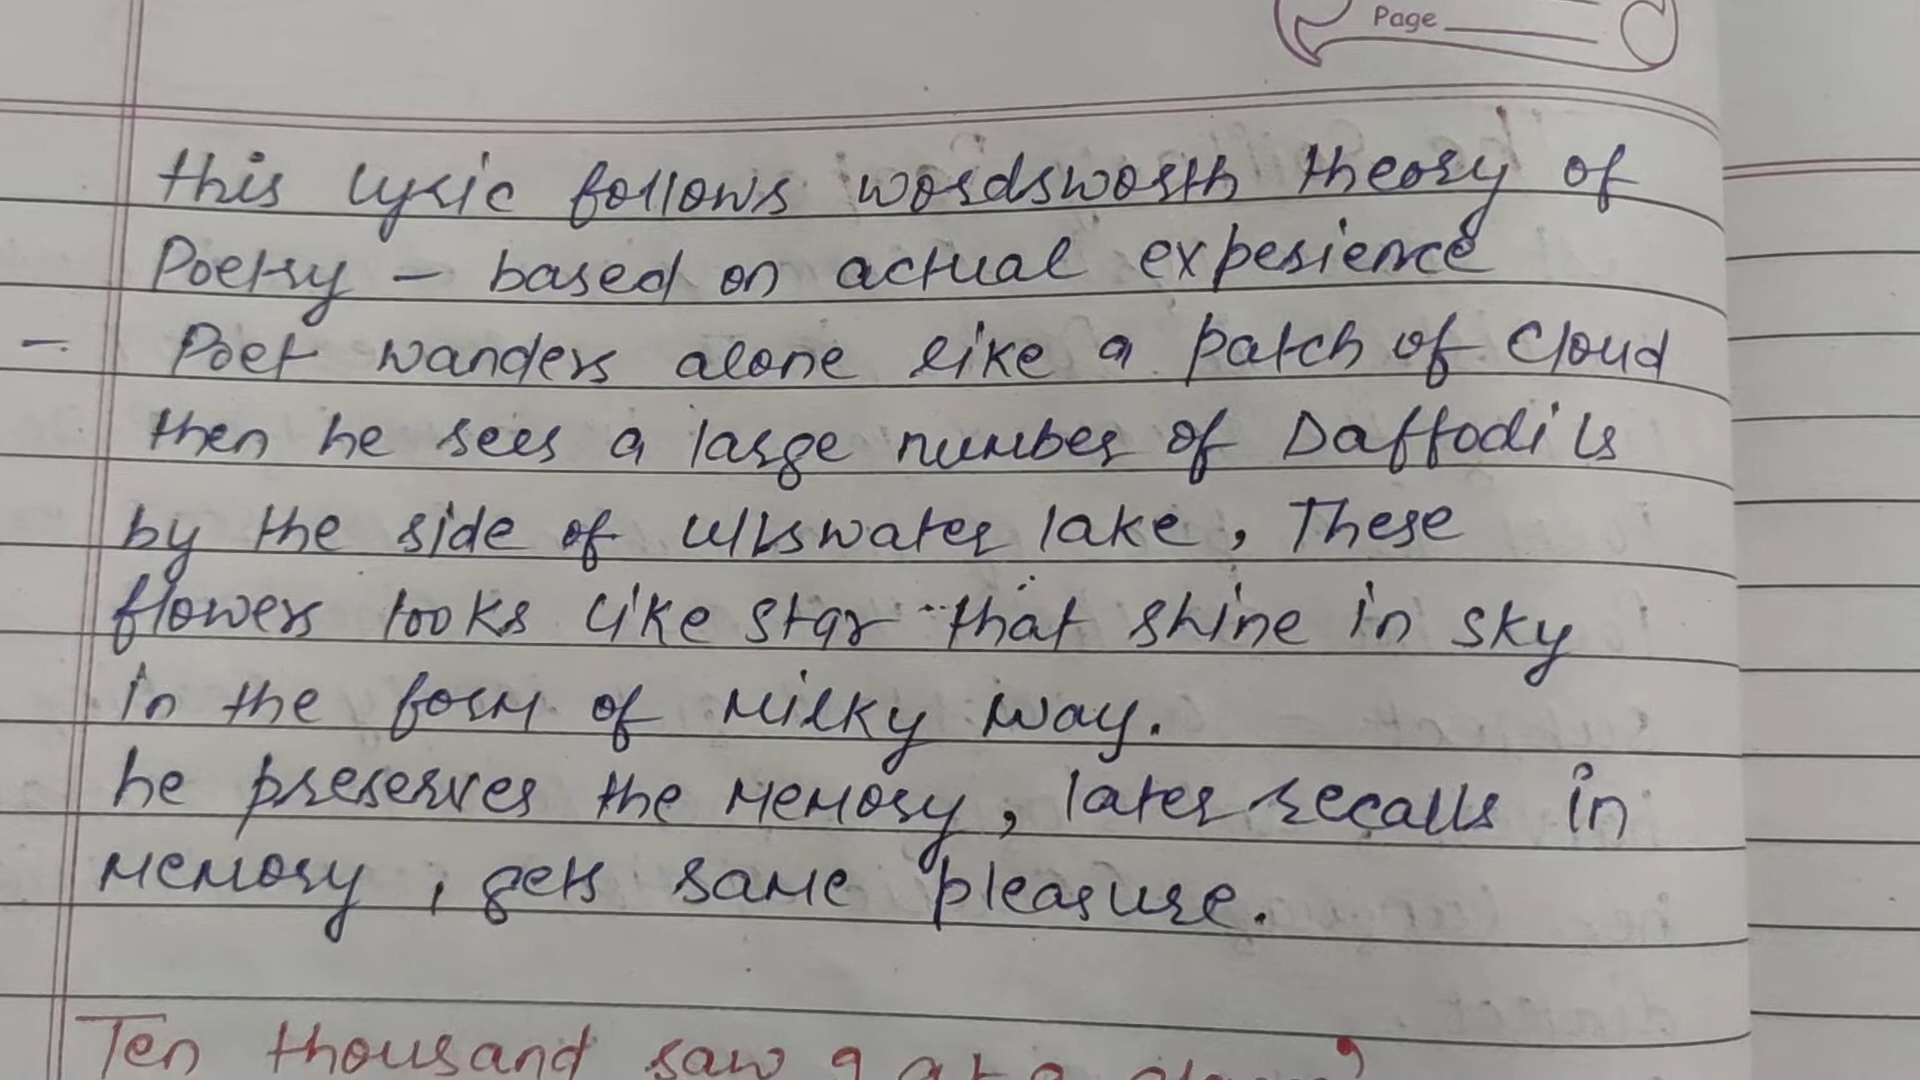 Page
this lyric follows wordsworth theory of
Poetry - based on actual experience
- Poet wanders alone like a patch of Cloud
then he sees a large number of Daffodils
by the side of ullswater lake, These
flowers looks like star that shine in sky
in the form of milky way.
he preserves the memory, later recalls in
memory, gets same pleasure.
Ten thousand saw I at a glance,